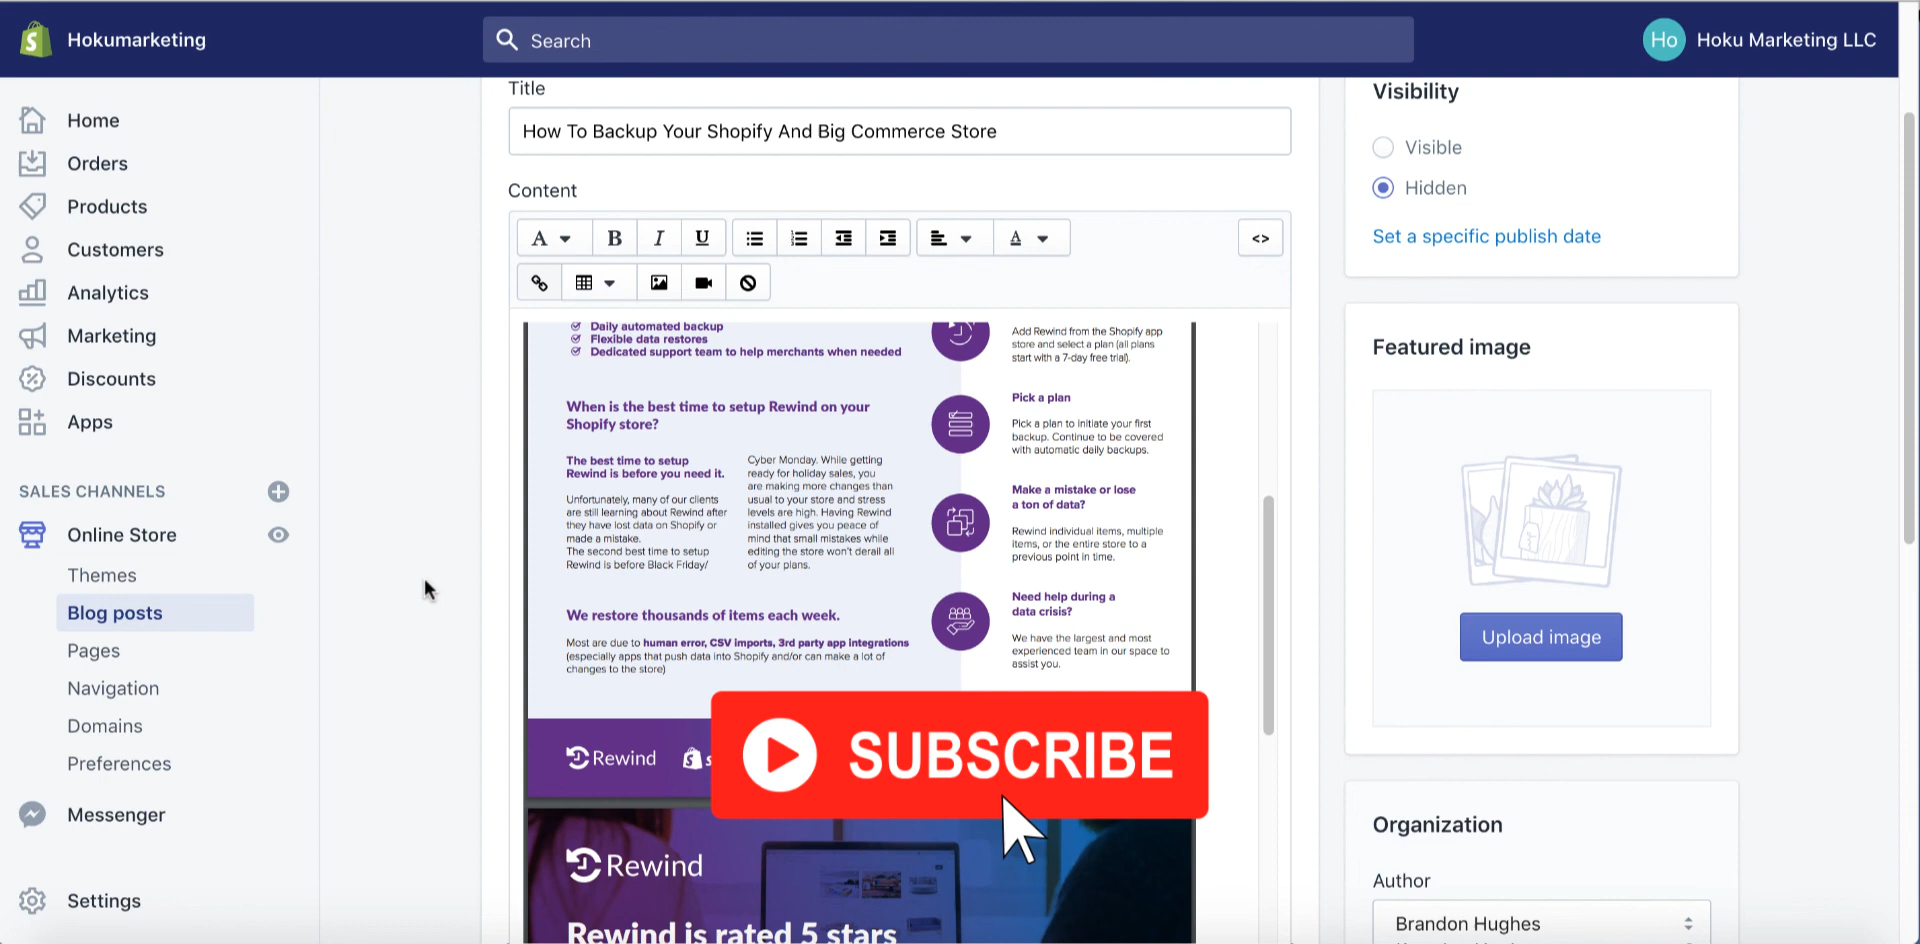 Hokumarketing
Search
Ho
Hoku Marketing LLC
Home
Orders
Products
Customers
Analytics
Marketing
Discounts
Apps
SALES CHANNELS
Online Store
Themes
Blog posts
Pages
Navigation
Domains
Preferences
Messenger
Settings
Title
How To Backup Your Shopify And Big Commerce Store
Content
A
B
I
U
A
<>
Daily automated backup
Flexible data restores
Dedicated support team to help merchants when needed
When is the best time to setup Rewind on your
Shopify store?
The best time to setup
Rewind is before you need it.
Unfortunately, many of our clients
are still learning about Rewind after
they have lost data on Shopify or
made a mistake.
The second best time to setup
Rewind is before Black Friday/
Cyber Monday. While getting
ready for holiday sales, you
are making more changes than
usual to your store and stress
levels are high. Having Rewind
installed gives you peace of
mind that small mistakes while
editing the store won't derail all
of your plans.
We restore thousands of items each week.
Most are due to human error, CSV imports, 3rd party app integrations
(especially apps that push data into Shopify and/or can make a lot of
changes to the store)
Add Rewind from the Shopify app
store and select a plan (all plans
start with a 7-day free trial).
Pick a plan
Pick a plan to initiate your first
backup. Continue to be covered
with automatic daily backups.
Make a mistake or lose
a ton of data?
Rewind individual items, multiple
items, or the entire store to a
previous point in time.
Need help during a
data crisis?
We have the largest and most
experienced team in our space to
assist you.
Rewind
SUBSCRIBE
Rewind
Rewind is rated 5 stars
Visibility
Visible
Hidden
Set a specific publish date
Featured image
Upload image
Organization
Author
Brandon Hughes